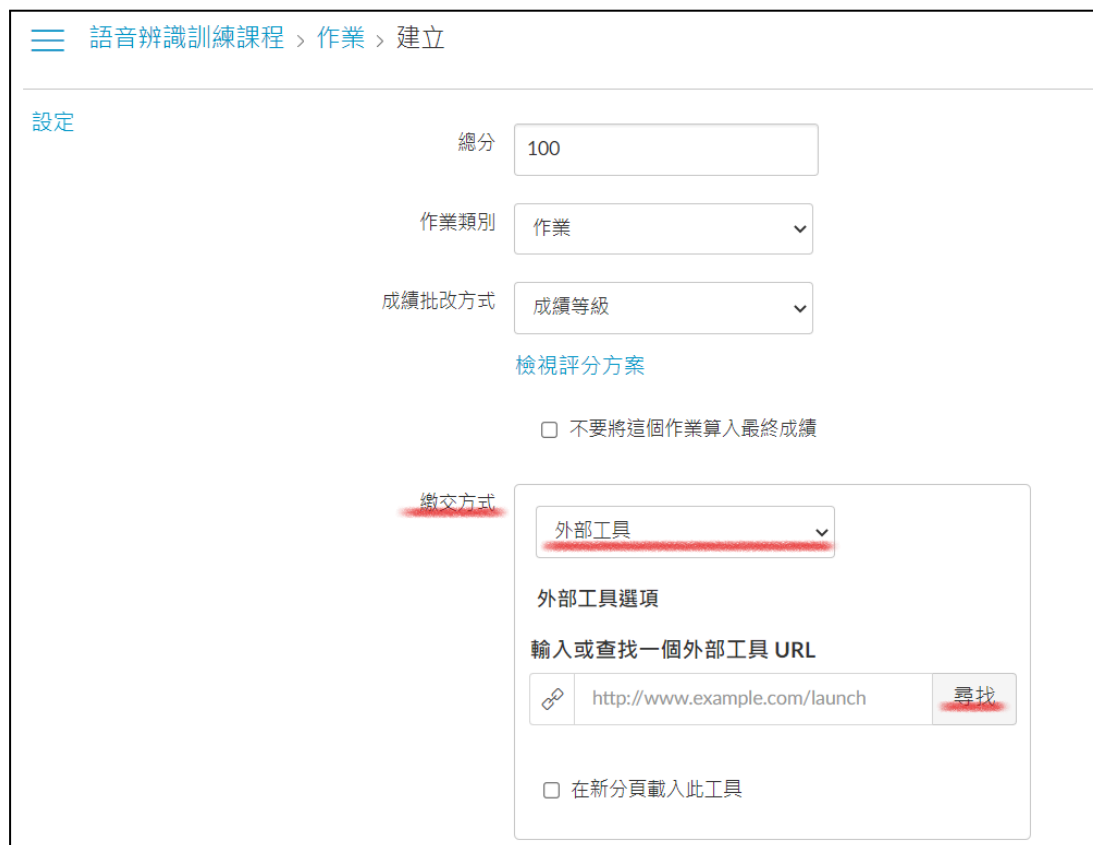 語音辨識訓練課程 > 作業 > 建立
設定
總分
100
作業類別
作業
成績批改方式
成績等級
檢視評分方案
不要將這個作業算入最終成績
繳交方式
外部工具
外部工具選項
輸入或查找一個外部工具 URL
http://www.example.com/launch
尋找
在新分頁載入此工具